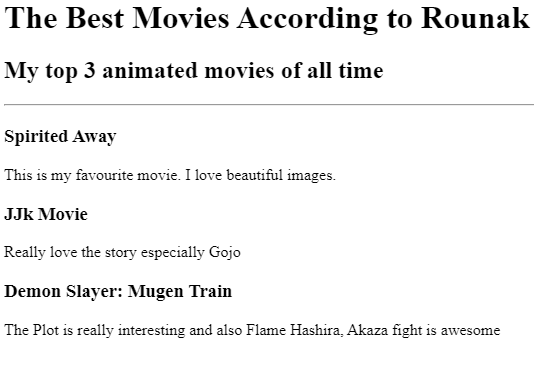 The Best Movies According to Rounak
My top 3 animated movies of all time
Spirited Away
This is my favourite movie. I love beautiful images.
JJk Movie
Really love the story especially Gojo
Demon Slayer: Mugen Train
The Plot is really interesting and also Flame Hashira, Akaza fight is awesome